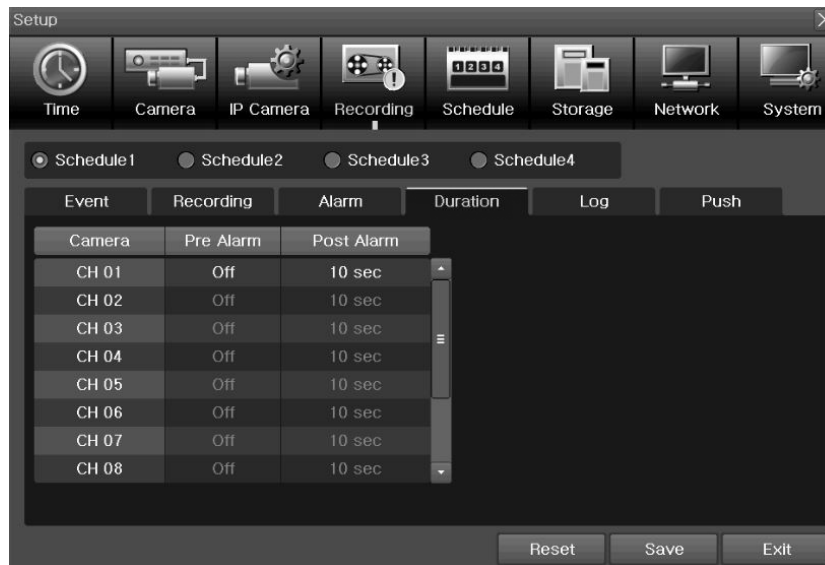 Setup
Time Camera IP Camera Recording Schedule Storage Network System
Schedule1 Schedule2 Schedule3 Schedule4
Event Recording Alarm Duration Log Push
Camera Pre Alarm Post Alarm
CH 01 Off 10 sec
CH 02 Off 10 sec
CH 03 Off 10 sec
CH 04 Off 10 sec
CH 05 Off 10 sec
CH 06 Off 10 sec
CH 07 Off 10 sec
CH 08 Off 10 sec
Reset Save Exit